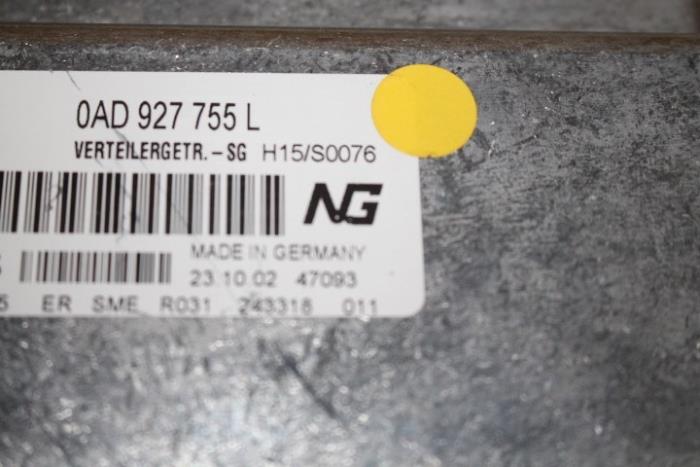 0AD 927 755 L
VERTEILERGETR.-SG H15/S0076
NG
MADE IN GERMANY
23.10.02 47093
ER SME R031 243318 011